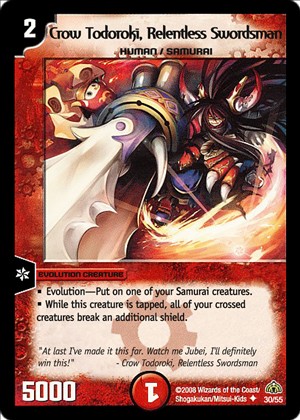 2
Crow Todoroki, Relentless Swordsman
HUMAN / SAMURAI
EVOLUTION CREATURE
▪ Evolution—Put on one of your Samurai creatures.
▪ While this creature is tapped, all of your crossed
creatures break an additional shield.
"At last I've made this far. Watch me Jubei, I'll definitely
win this!" - Crow Todoroki, Relentless Swordsman
5000
1
©2008 Wizards of the Coast/
Shogakukan/Mitsui-Kids
30/55